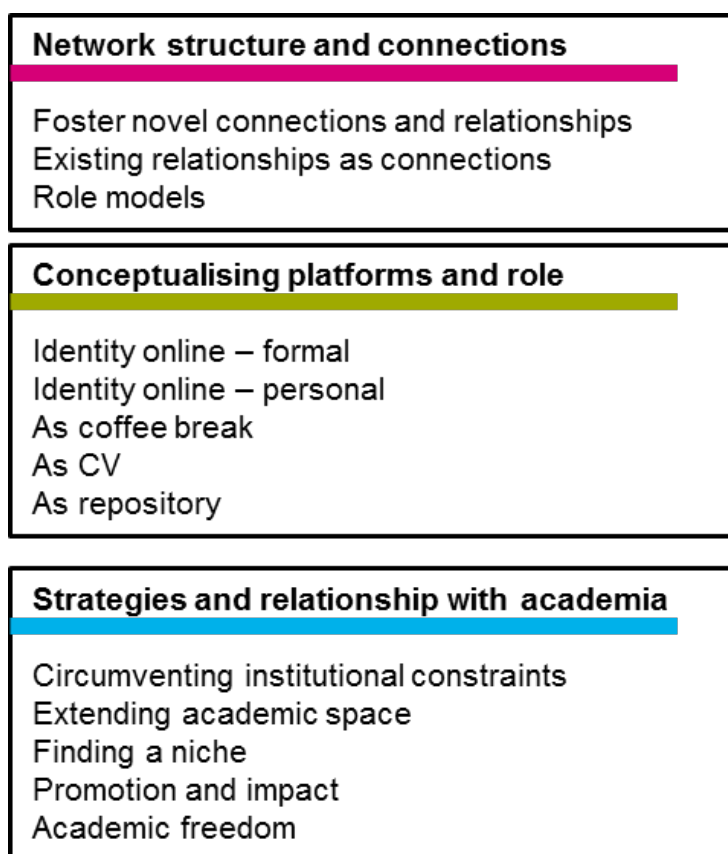 Network structure and connections
Foster novel connections and relationships
Existing relationships as connections
Role models
Conceptualising platforms and role
Identity online – formal
Identity online – personal
As coffee break
As CV
As repository
Strategies and relationship with academia
Circumventing institutional constraints
Extending academic space
Finding a niche
Promotion and impact
Academic freedom